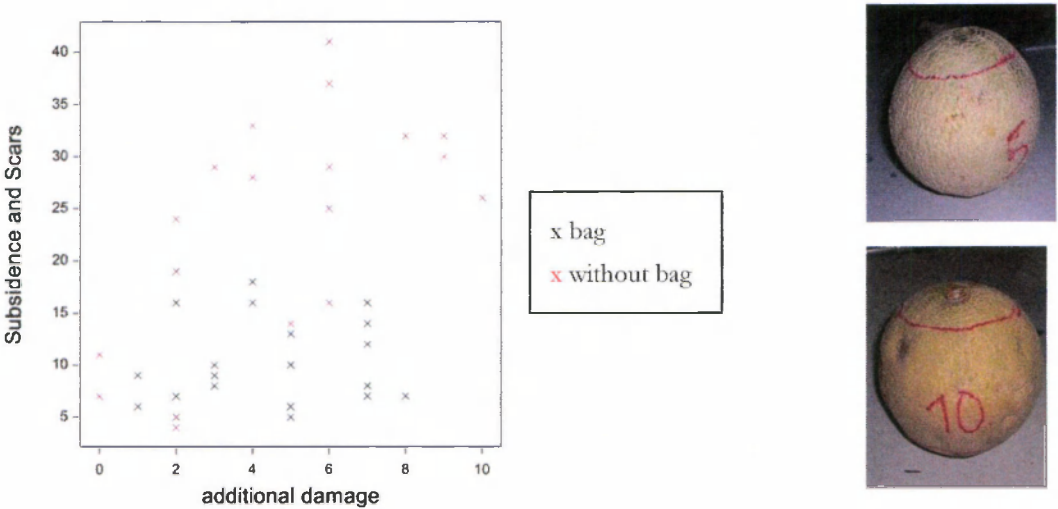 40
35
30
25
20
15
10
5
Subsidence and Scars
0 2 4 6 8 10
additional damage
x bag
x without bag
5
10